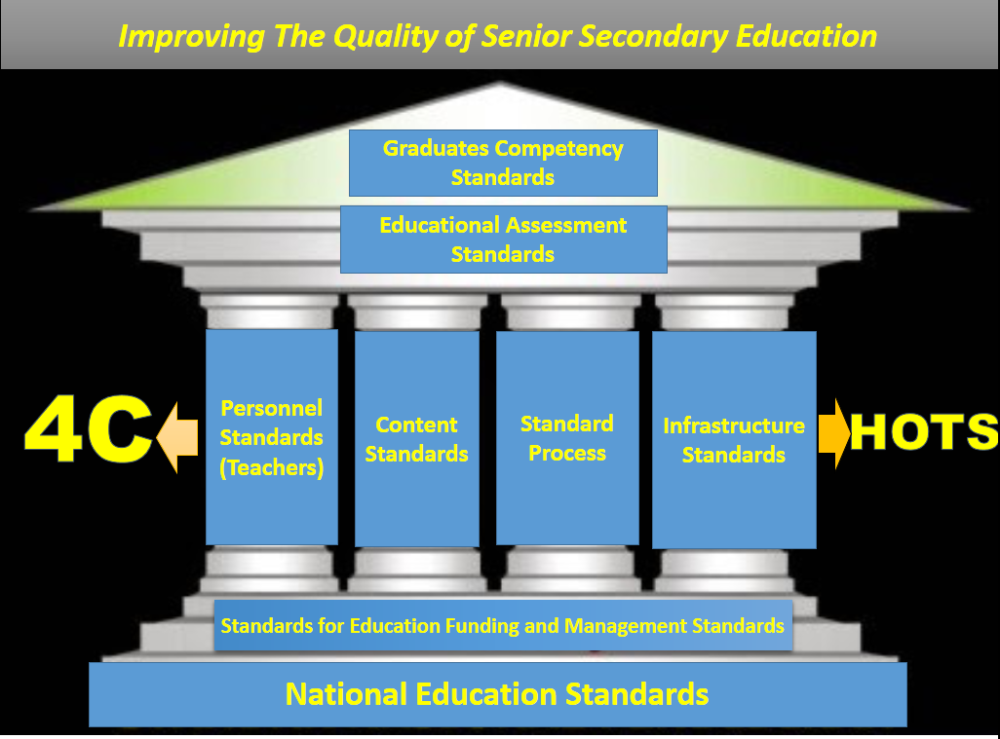 Improving The Quality of Senior Secondary Education
Graduates Competency
Standards
Educational Assessment
Standards
4C
Personnel
Standards
(Teachers)
Content
Standards
Standard
Process
Infrastructure
Standards
HOTS
Standards for Education Funding and Management Standards
National Education Standards